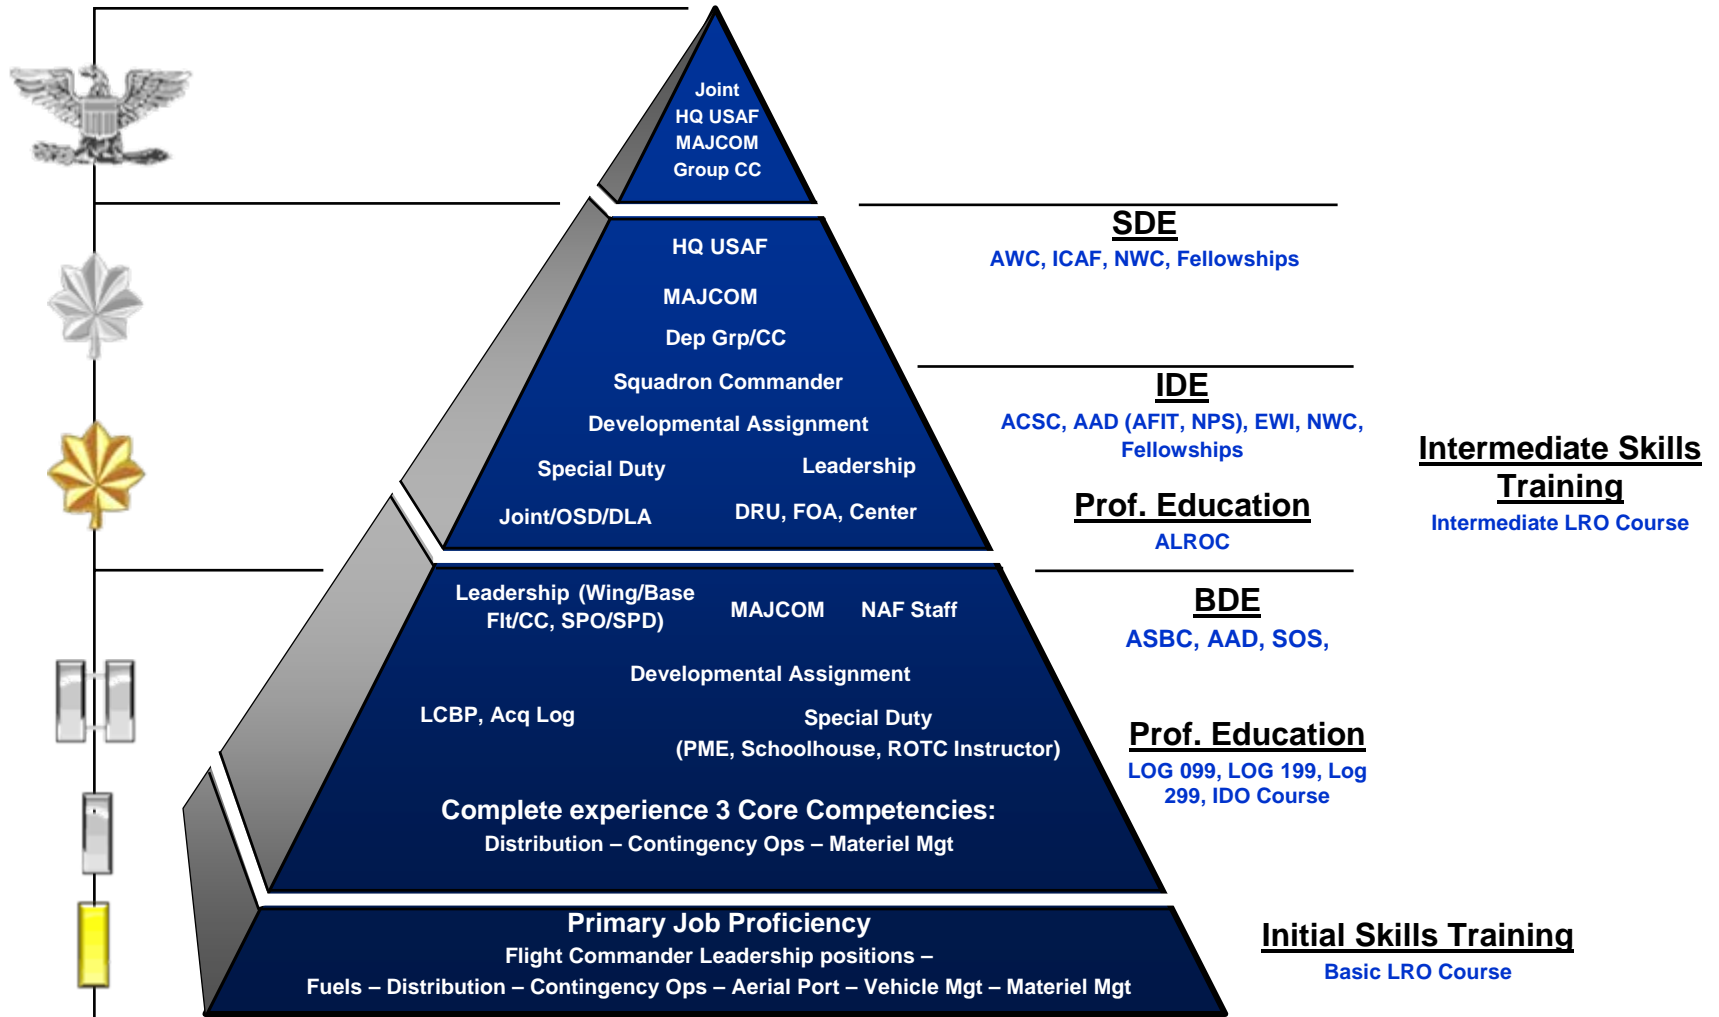 Joint
HQ USAF
MAJCOM
Group CC
SDE
AWC, ICAF, NWC, Fellowships
HQ USAF
MAJCOM
Dep Grp/CC
Squadron Commander
Developmental Assignment
Special Duty
Leadership
Joint/OSD/DLA
DRU, FOA, Center
IDE
ACSC, AAD (AFIT, NPS), EWI, NWC,
Fellowships
Prof. Education
ALROC
Intermediate Skills
Training
Intermediate LRO Course
Leadership (Wing/Base
Flt/CC, SPO/SPD)
MAJCOM
NAF Staff
Developmental Assignment
LCBP, Acq Log
Special Duty
(PME, Schoolhouse, ROTC Instructor)
Complete experience 3 Core Competencies:
Distribution – Contingency Ops – Materiel Mgt
BDE
ASBC, AAD, SOS,
Prof. Education
LOG 099, LOG 199, Log
299, IDO Course
Primary Job Proficiency
Flight Commander Leadership positions –
Fuels – Distribution – Contingency Ops – Aerial Port – Vehicle Mgt – Materiel Mgt
Initial Skills Training
Basic LRO Course